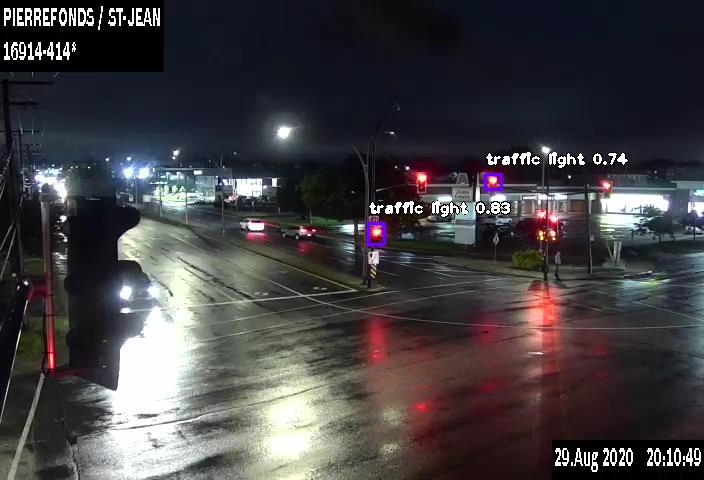 PIERREFONDS / ST-JEAN
16914-414*
traffic light 0.74
traffic light 0.83
29.Aug 2020 20:10:49